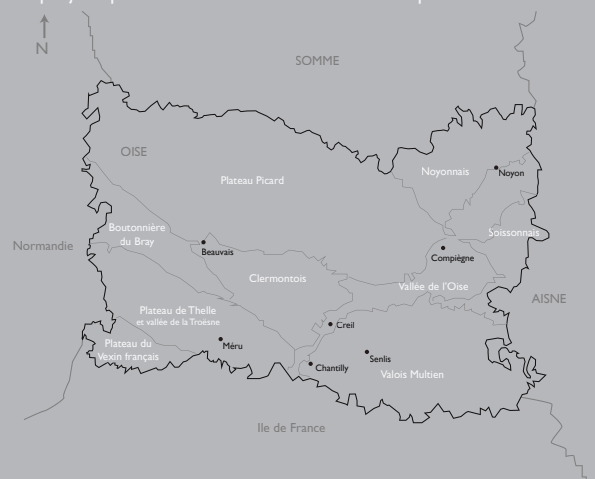 N
SOMME
OISE
Plateau Picard
Noyonnais
Noyon
Boutonnière
du Bray
Soissonnais
Normandie
Beauvais
Compiègne
Clermontois
Vallée de l'Oise
AISNE
Plateau de Thelle
et vallée de la Troësne
Creil
Plateau du
Vexin français
Méru
Senlis
Chantilly
Valois Multien
Ile de France